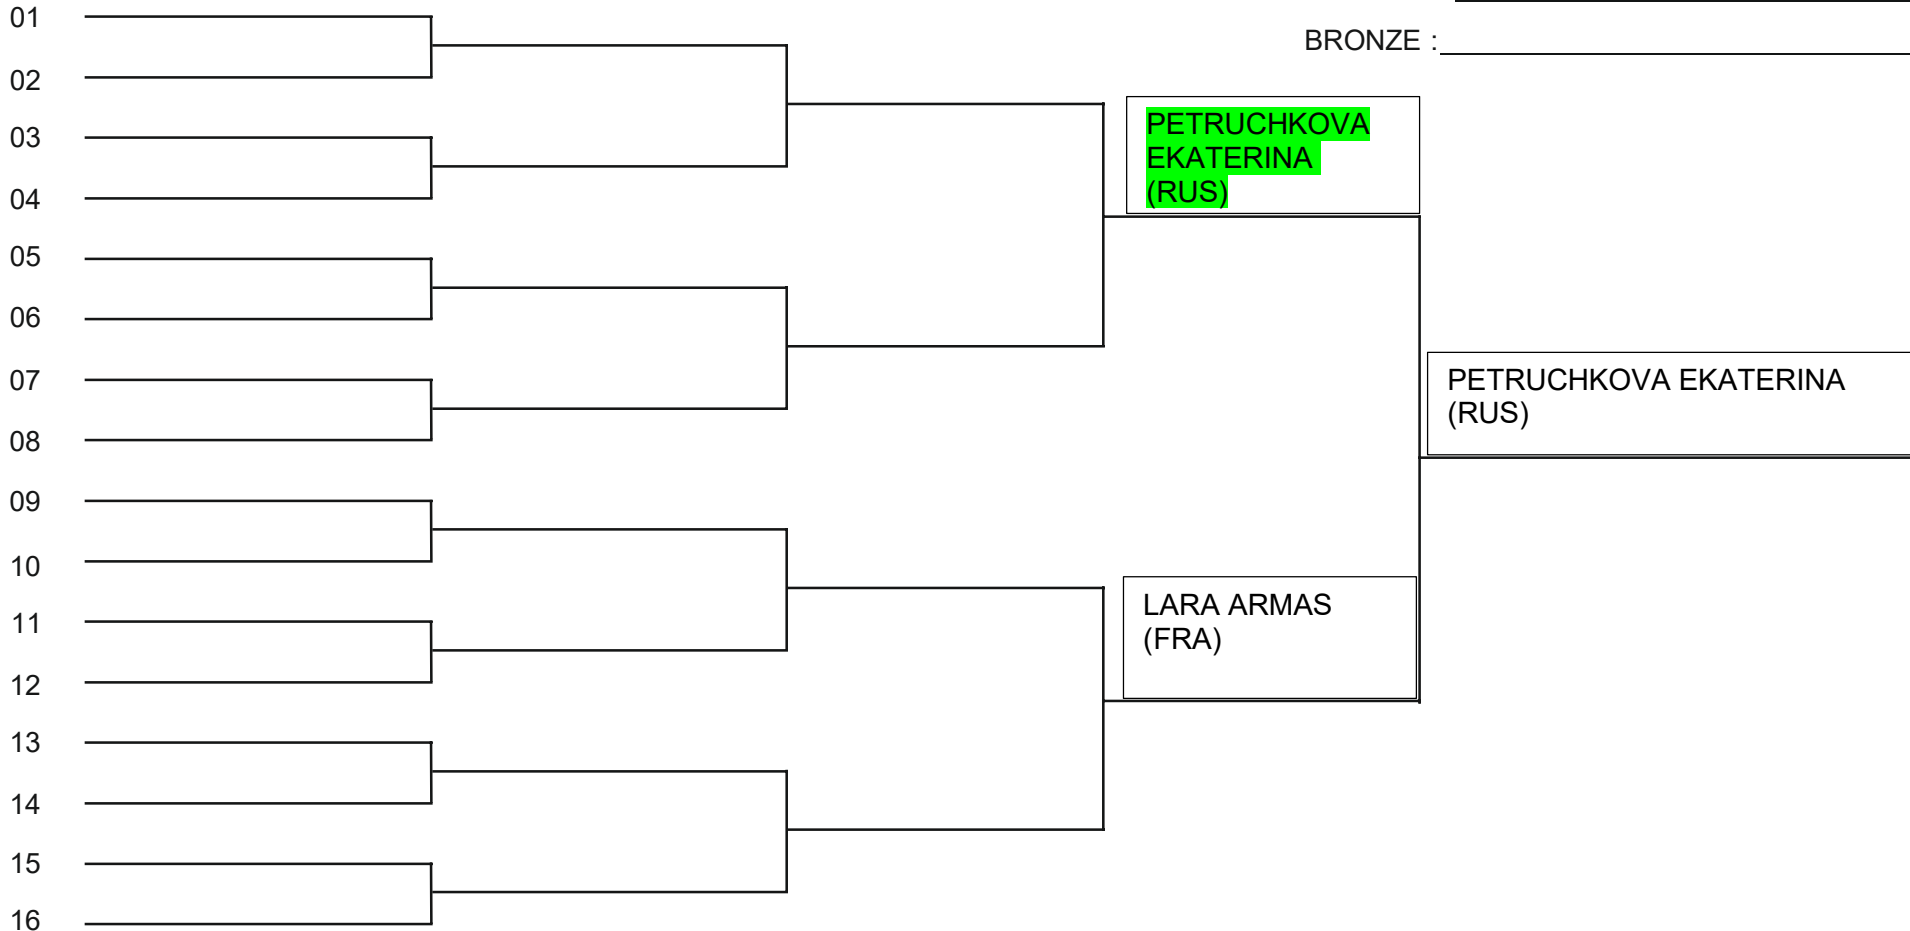 01
BRONZE :
02
PETRUCHKOVA
EKATERINA
(RUS)
03
04
05
06
07
PETRUCHKOVA EKATERINA
(RUS)
08
09
10
LARA ARMAS
(FRA)
11
12
13
14
15
16